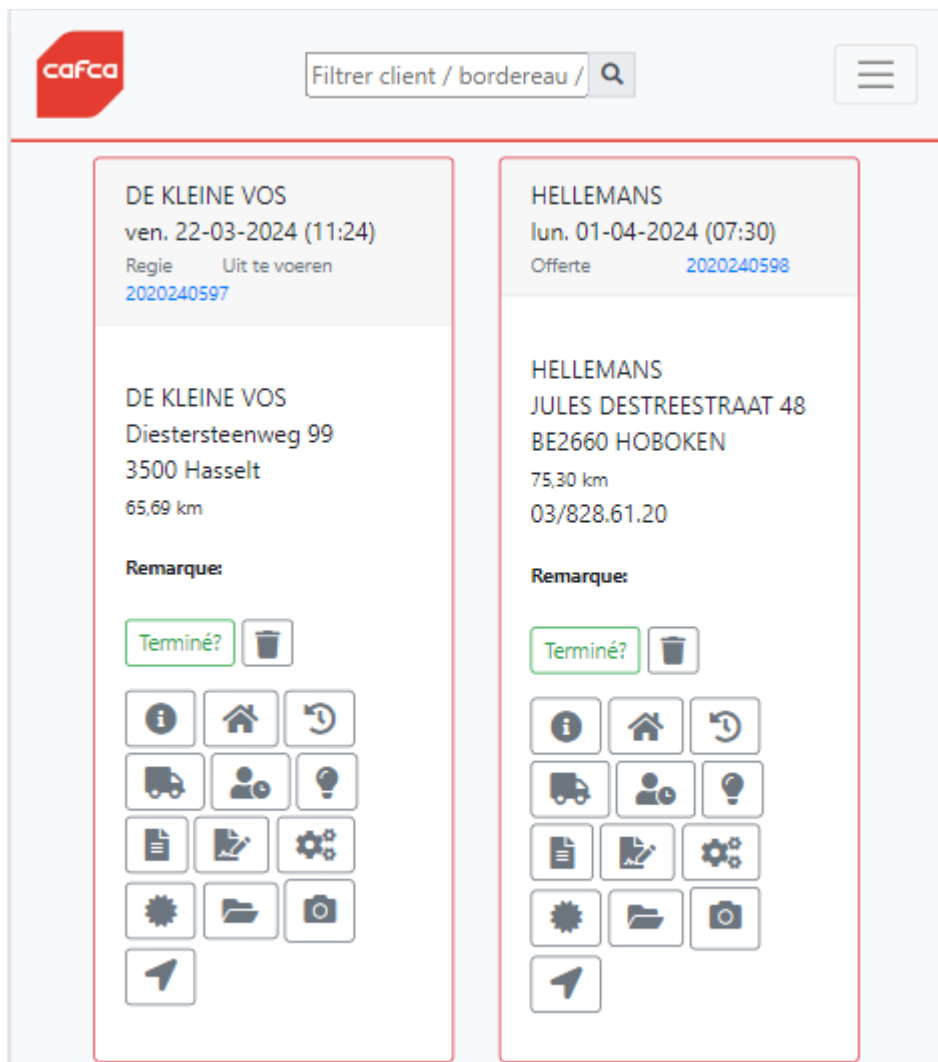 cafca
Filtrer client / bordereau /
DE KLEINE VOS
ven. 22-03-2024 (11:24)
Regie Uit te voeren
2020240597
DE KLEINE VOS
Diestersteenweg 99
3500 Hasselt
65,69 km
Remarque:
Terminé?
HELLEMANS
lun. 01-04-2024 (07:30)
Offerte 2020240598
HELLEMANS
JULES DESTREESTRAAT 48
BE2660 HOBOKEN
75,30 km
03/828.61.20
Remarque:
Terminé?